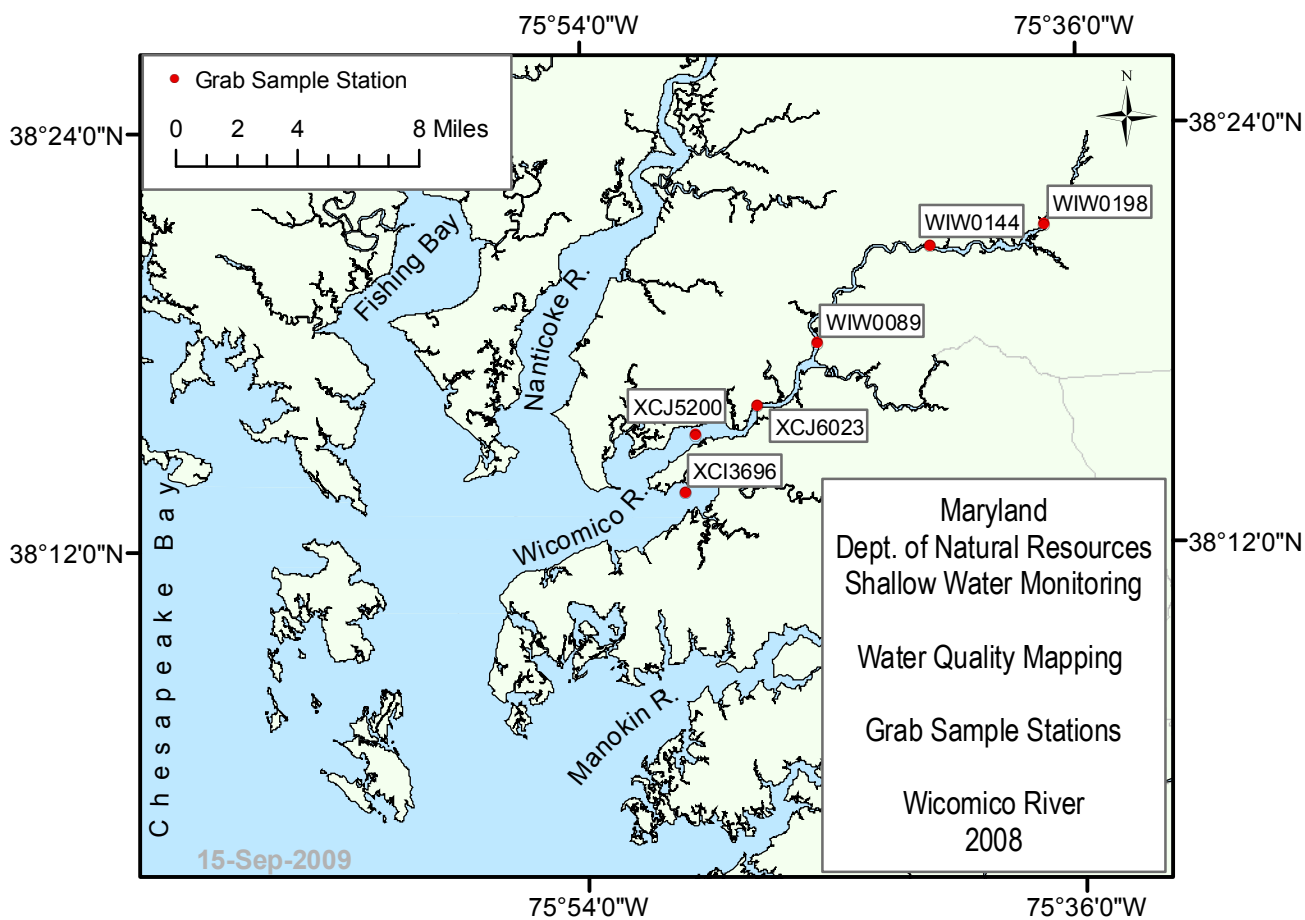 75°54'0"W
75°36'0"W
Grab Sample Station
0 2 4 8 Miles
N
38°24'0"N
38°24'0"N
WIW0198
WIW0144
Fishing Bay
Nanticoke R.
WIW0089
XCJ5200
XCJ6023
XCI3696
Wicomico R.
Chesapeake Bay
38°12'0"N
38°12'0"N
Manokin R.
Maryland
Dept. of Natural Resources
Shallow Water Monitoring
Water Quality Mapping
Grab Sample Stations
Wicomico River
2008
15-Sep-2009
75°54'0"W
75°36'0"W